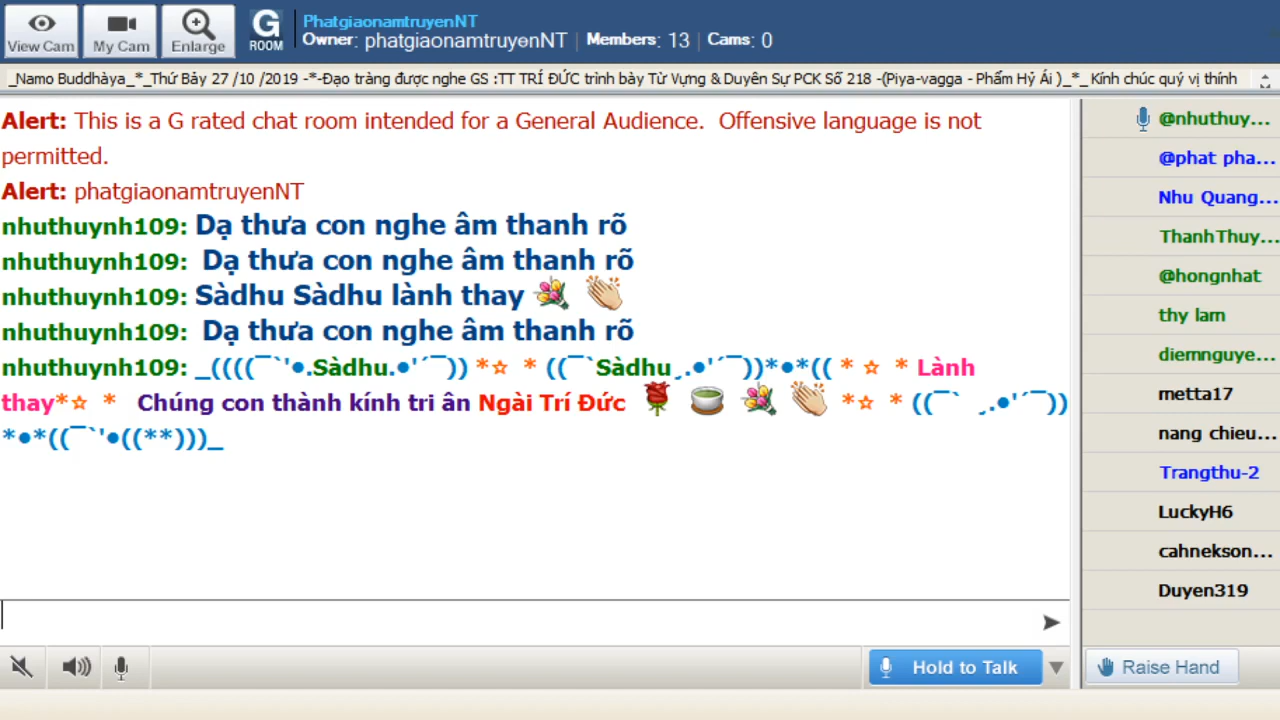 View Cam
My Cam
Enlarge
G
ROOM
PhatgiaonamtruyenNT
Owner: phatgiaonamtruyenNT | Members: 13 | Cams: 0
_Namo Buddhàya_*_Thứ Bảy 27 /10 /2019 -*-Đạo tràng được nghe GS :TT TRÍ ĐỨC trình bày Từ Vựng & Duyên Sự PCK Số 218 -(Piya-vagga - Phẩm Hỷ Ái )_*_ Kính chúc quý vị thính
Alert: This is a G rated chat room intended for a General Audience. Offensive language is not
permitted.
Alert: phatgiaonamtruyenNT
nhuthuynh109: Dạ thưa con nghe âm thanh rõ
nhuthuynh109: Dạ thưa con nghe âm thanh rõ
nhuthuynh109: Sàdhu Sàdhu lành thay 💐 👏
nhuthuynh109: Dạ thưa con nghe âm thanh rõ
nhuthuynh109: _((((¯`'●.Sàdhu.●'´¯)) *☆ * ((¯`Sàdhu¸.●'´¯))*●*(( * ☆ * Lành
thay*☆ * Chúng con thành kính tri ân Ngài Trí Đức 🌹 🍵 💐 👏 *☆ * ((¯` ¸.●'´¯))
*●*((¯`'●((**)))_
@nhuthuy...
@phat pha...
Nhu Quang...
ThanhThuy...
@hongnhat
thy lam
diemnguye...
metta17
nang chieu...
Trangthu-2
LuckyH6
cahnekson...
Duyen319
Hold to Talk
Raise Hand